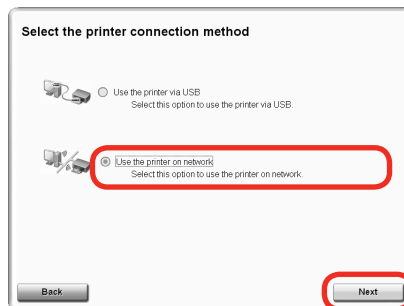 Select the printer connection method
Use the printer via USB
Select this option to use the printer via USB.
Use the printer on network
Select this option to use the printer on network.
Back
Next